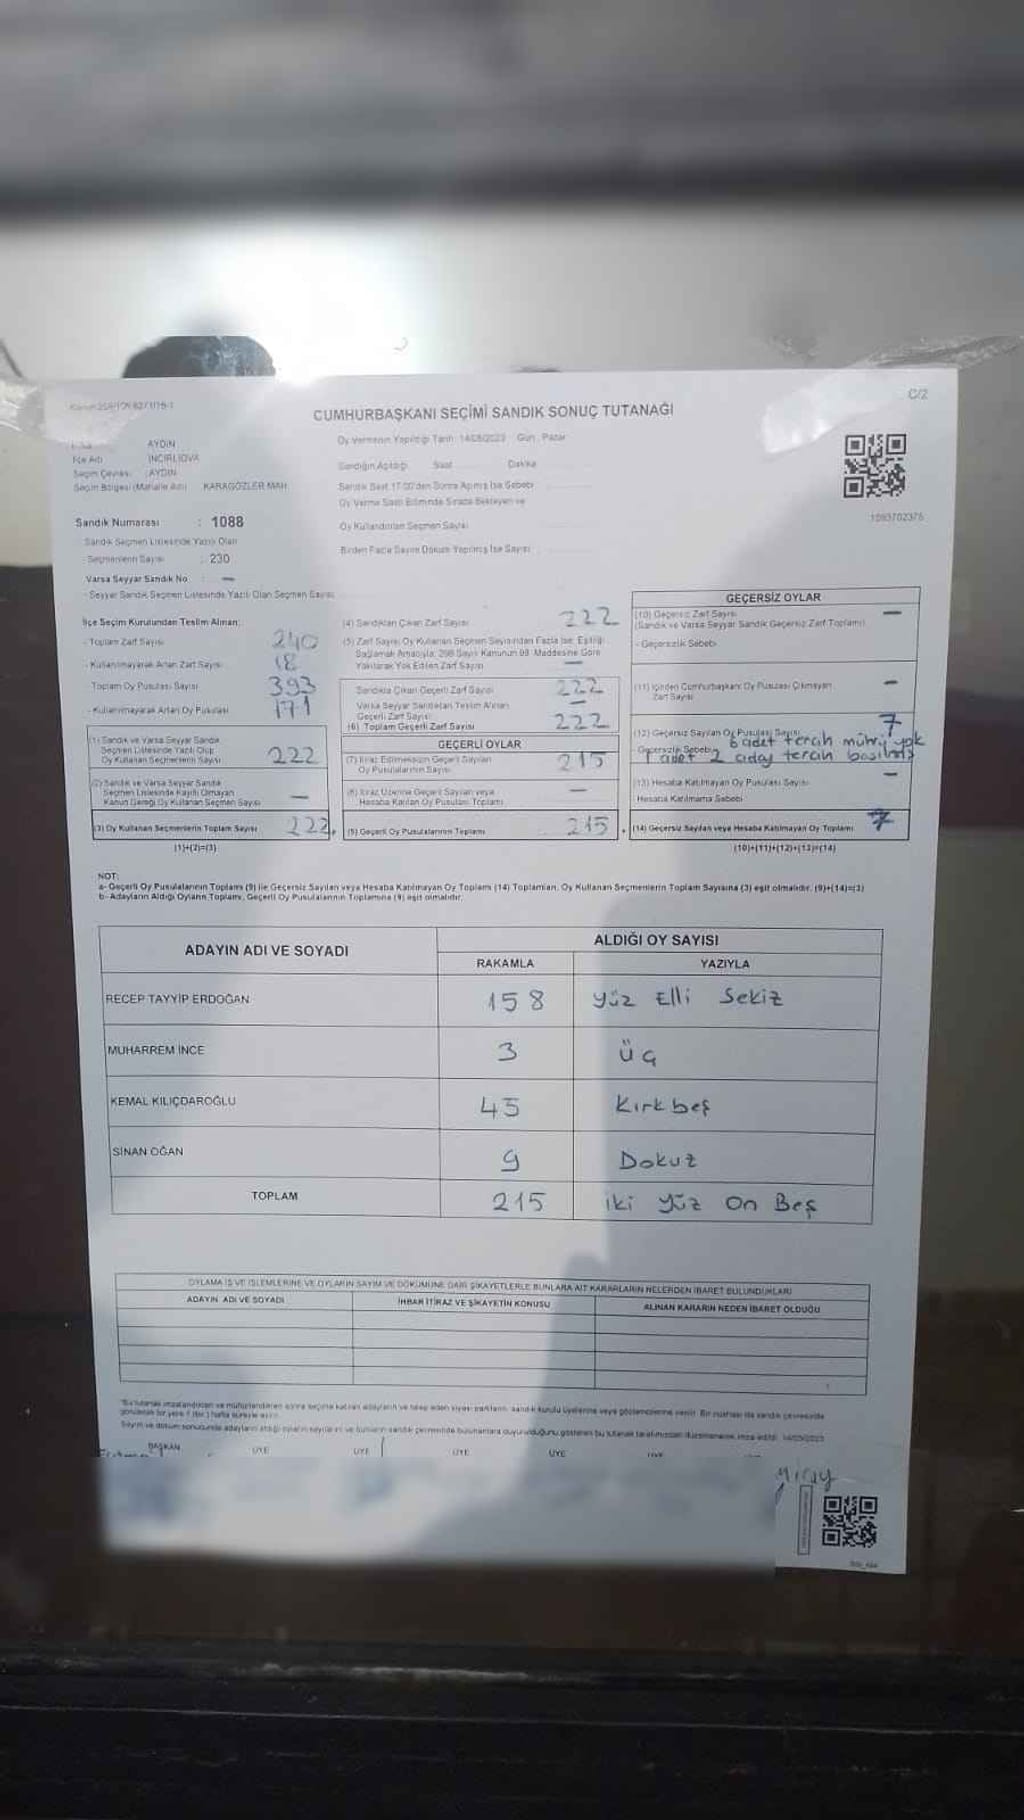 C/2
CUMHURBAŞKANI SEÇİMİ SANDIK SONUÇ TUTANAĞI
AYDIN
İlçe Adı INCIRLIOVA
Seçim Çevresi AYDIN
Seçim Bölgesi (Mahalle Adı) KARAGÖZLER MAH.
Sandık Numarası : 1088
Sandık Seçmen Listesinde Yazılı Olan
Seçmenlerin Sayısı : 230
Varsa Seyyar Sandık No : –
- Seyyar Sandık Seçmen Listesinde Yazılı Olan Seçmen Sayısı
Oy Vermenin Yapıldığı Tarih: 14/05/2023 Gün: Pazar
Sandığın Açıldığı Saat Dakika
Sandık Saat 17:00'den Sonra Açılmış İse Sebebi
Oy Verme Saati Bitiminde Sırada Bekleyen ve
Oy Kullandırılan Seçmen Sayısı
Birden Fazla Sayım Döküm Yapılmış İse Sayısı
1093702376
İlçe Seçim Kurulundan Teslim Alınan;
- Toplam Zarf Sayısı 240
- Kullanılmayarak Artan Zarf Sayısı 18
Toplam Oy Pusulası Sayısı 393
- Kullanılmayarak Artan Oy Pusulası 171
(1) Sandık ve Varsa Seyyar Sandık
Seçmen Listesinde Yazılı Olup
Oy Kullanan Seçmenlerin Sayısı 222
(2) Sandık ve Varsa Seyyar Sandık
Seçmen Listesinde Kayıtlı Olmayan
Kanun Gereği Oy Kullanan Seçmen Sayısı –
(3) Oy Kullanan Seçmenlerin Toplam Sayısı 222
(1)+(2)=(3)
(4) Sandıktan Çıkan Zarf Sayısı 222
(5) Zarf Sayısı Oy Kullanan Seçmen Sayısından Fazla İse; Eşitliği
Sağlamak Amacıyla, 298 Sayılı Kanunun 98. Maddesine Göre
Yakılarak Yok Edilen Zarf Sayısı –
Sandıkta Çıkan Geçerli Zarf Sayısı 222
Varsa Seyyar Sandıktan Teslim Alınan
Geçerli Zarf Sayısı –
(6) Toplam Geçerli Zarf Sayısı 222
GEÇERLİ OYLAR
(7) İtiraz Edilmeksizin Geçerli Sayılan
Oy Pusulalarının Sayısı 215
(8) İtiraz Üzerine Geçerli Sayılan veya
Hesaba Katılan Oy Pusulası Toplamı –
(9) Geçerli Oy Pusulalarının Toplamı 215
GEÇERSİZ OYLAR
(10) Geçersiz Zarf Sayısı –
(Sandık ve Varsa Seyyar Sandık Geçersiz Zarf Toplamı)
- Geçersizlik Sebebi
(11) İçinden Cumhurbaşkanı Oy Pusulası Çıkmayan –
Zarf Sayısı
(12) Geçersiz Sayılan Oy Pusulası Sayısı 7
Geçersizlik Sebebi 6 adet tercih mührü yok
1 adet 2 aday tercih basılmış
(13) Hesaba Katılmayan Oy Pusulası Sayısı –
Hesaba Katılmama Sebebi
(14) Geçersiz Sayılan veya Hesaba Katılmayan Oy Toplamı 7
(10)+(11)+(12)+(13)=(14)
NOT:
a- Geçerli Oy Pusulalarının Toplamı (9) ile Geçersiz Sayılan veya Hesaba Katılmayan Oy Toplamı (14) Toplamları, Oy Kullanan Seçmenlerin Toplam Sayısına (3) eşit olmalıdır. (9)+(14)=(3)
b- Adayların Aldığı Oyların Toplamı, Geçerli Oy Pusulalarının Toplamına (9) eşit olmalıdır.
ADAYIN ADI VE SOYADI ALDIĞI OY SAYISI
RAKAMLA YAZIYLA
RECEP TAYYİP ERDOĞAN 158 Yüz Elli Sekiz
MUHARREM İNCE 3 Üç
KEMAL KILIÇDAROĞLU 45 Kırkbeş
SİNAN OĞAN 9 Dokuz
TOPLAM 215 iki yüz On Beş
OYLAMA İŞ VE İŞLEMLERİNE VE OYLARIN SAYIM VE DÖKÜMÜNE DAİR ŞİKAYETLERLE BUNLARA AİT KARARLARIN NELERDEN İBARET BULUNDUKLARI
ADAYIN ADI VE SOYADI İHBAR İTİRAZ VE ŞİKAYETİN KONUSU ALINAN KARARIN NEDEN İBARET OLDUĞU
BAŞKAN ÜYE ÜYE ÜYE ÜYE
Miray